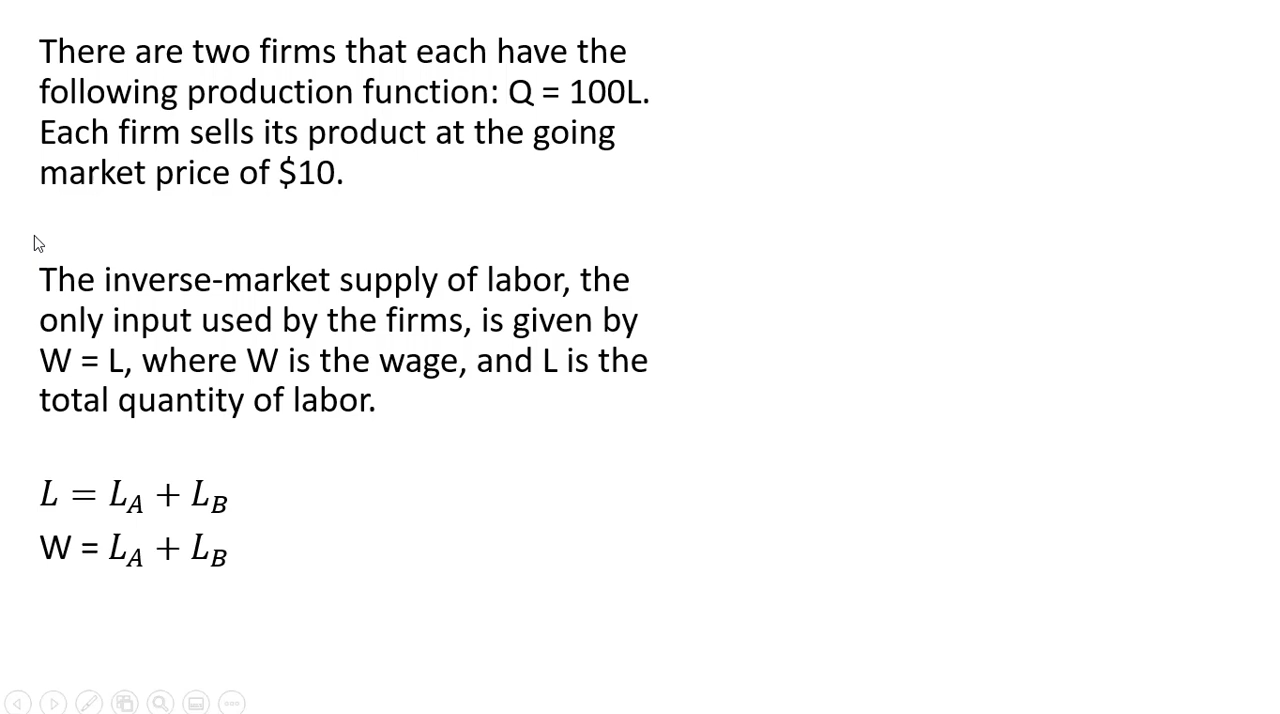 There are two firms that each have the
following production function: Q = 100L.
Each firm sells its product at the going
market price of $10.
The inverse-market supply of labor, the
only input used by the firms, is given by
W = L, where W is the wage, and L is the
total quantity of labor.
L = L_A + L_B
W = L_A + L_B